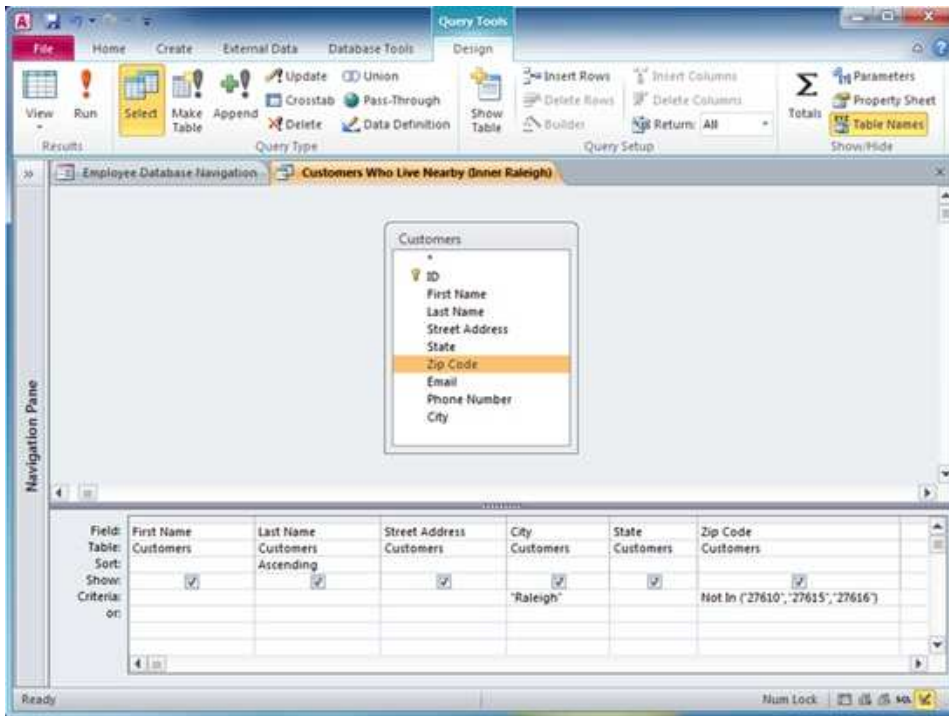 A
Query Tools
File Home Create External Data Database Tools Design
View Run Select Make Table Append Update Crosstab Delete Union Pass-Through Data Definition Show Table Insert Rows Delete Rows Builder Insert Columns Delete Columns Return: All Totals Parameters Property Sheet Table Names
Results Query Type Query Setup Show/Hide
Employee Database Navigation Customers Who Live Nearby (Inner Raleigh)
Navigation Pane
Customers
*
ID
First Name
Last Name
Street Address
State
Zip Code
Email
Phone Number
City
Field: First Name Last Name Street Address City State Zip Code
Table: Customers Customers Customers Customers Customers Customers
Sort: Ascending
Show:
Criteria: "Raleigh" Not In ("27610","27615","27616")
or:
Ready Num Lock SQL